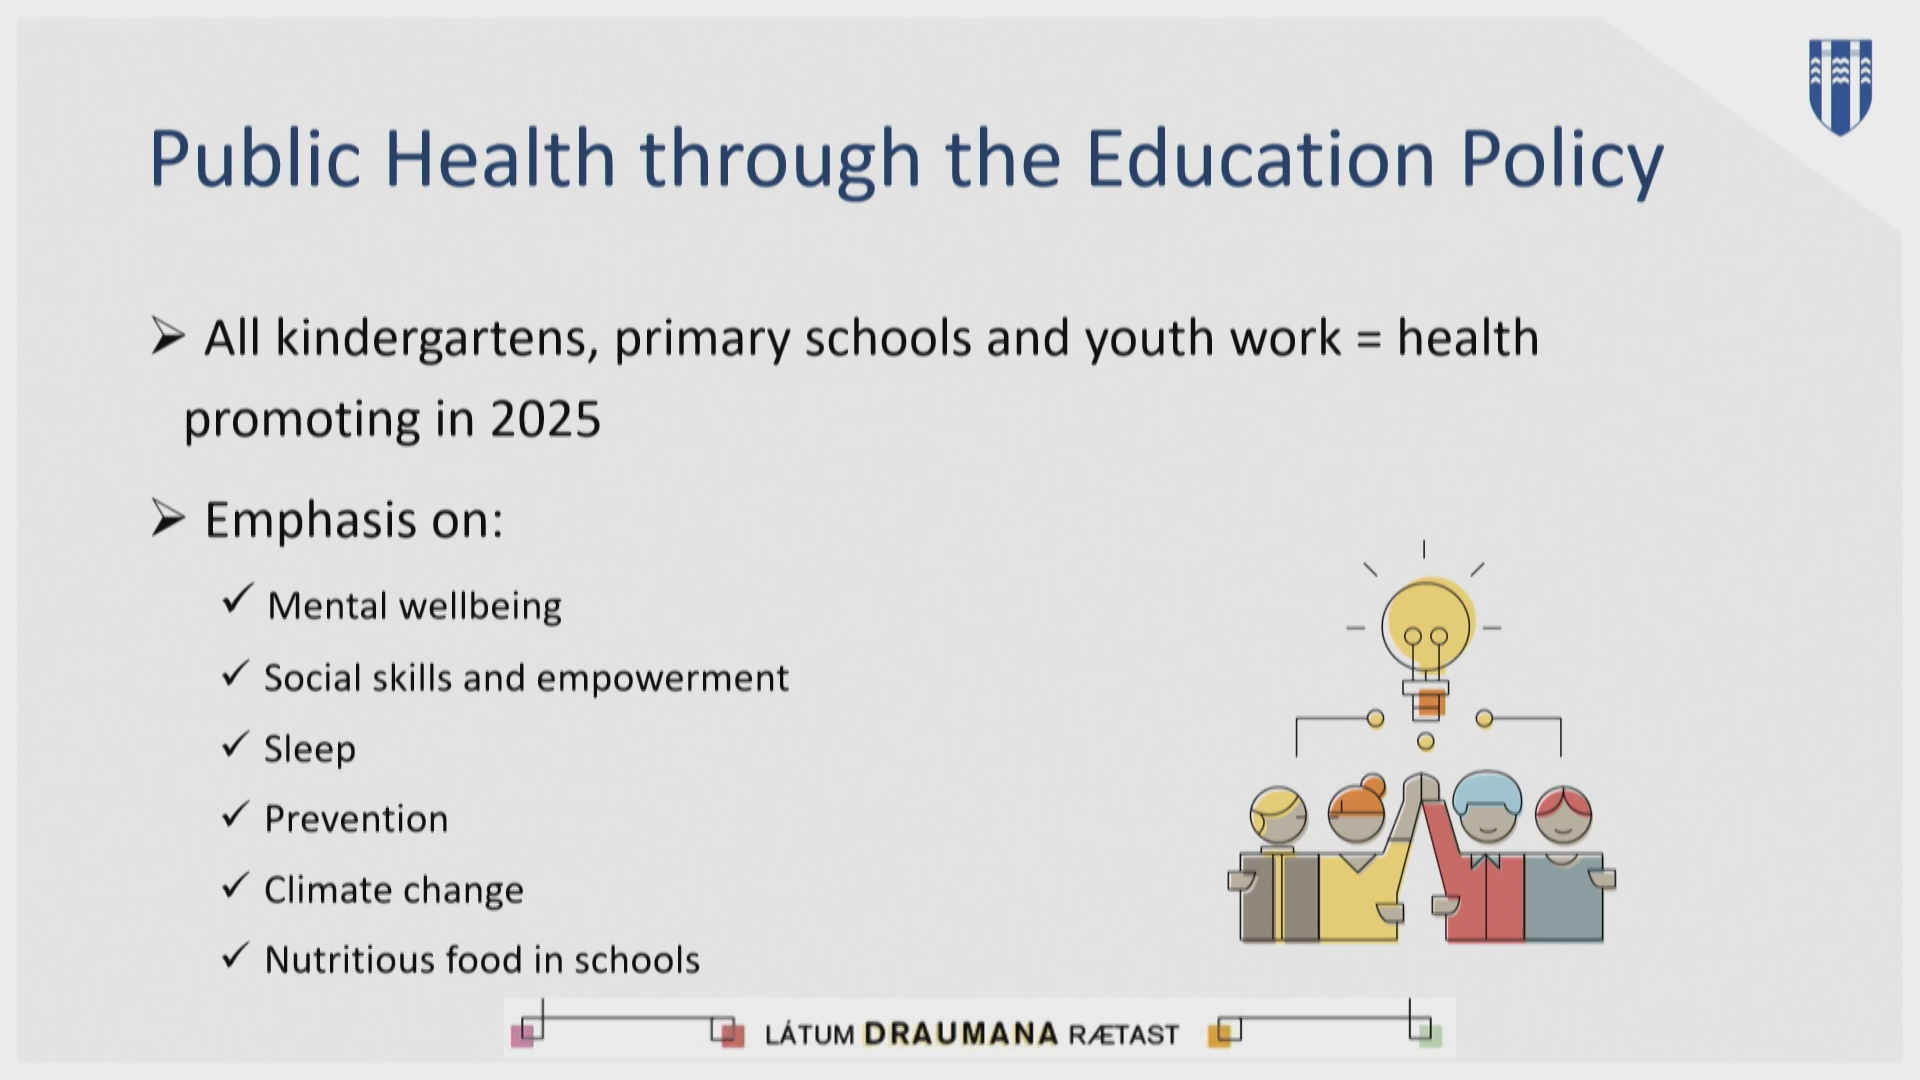 Public Health through the Education Policy
➢ All kindergartens, primary schools and youth work = health
promoting in 2025
➢ Emphasis on:
✓ Mental wellbeing
✓ Social skills and empowerment
✓ Sleep
✓ Prevention
✓ Climate change
✓ Nutritious food in schools
LÁTUM DRAUMANA RÆTAST